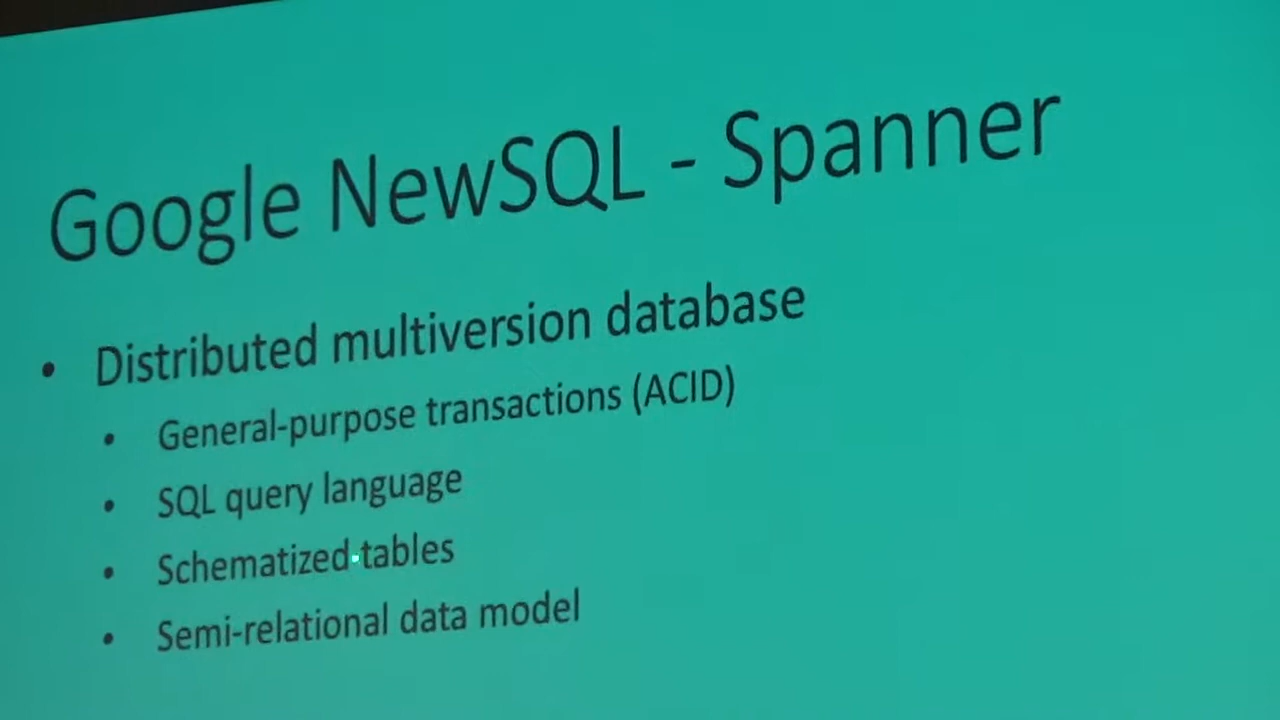 Google NewSQL - Spanner
• Distributed multiversion database
• General-purpose transactions (ACID)
• SQL query language
• Schematized tables
• Semi-relational data model